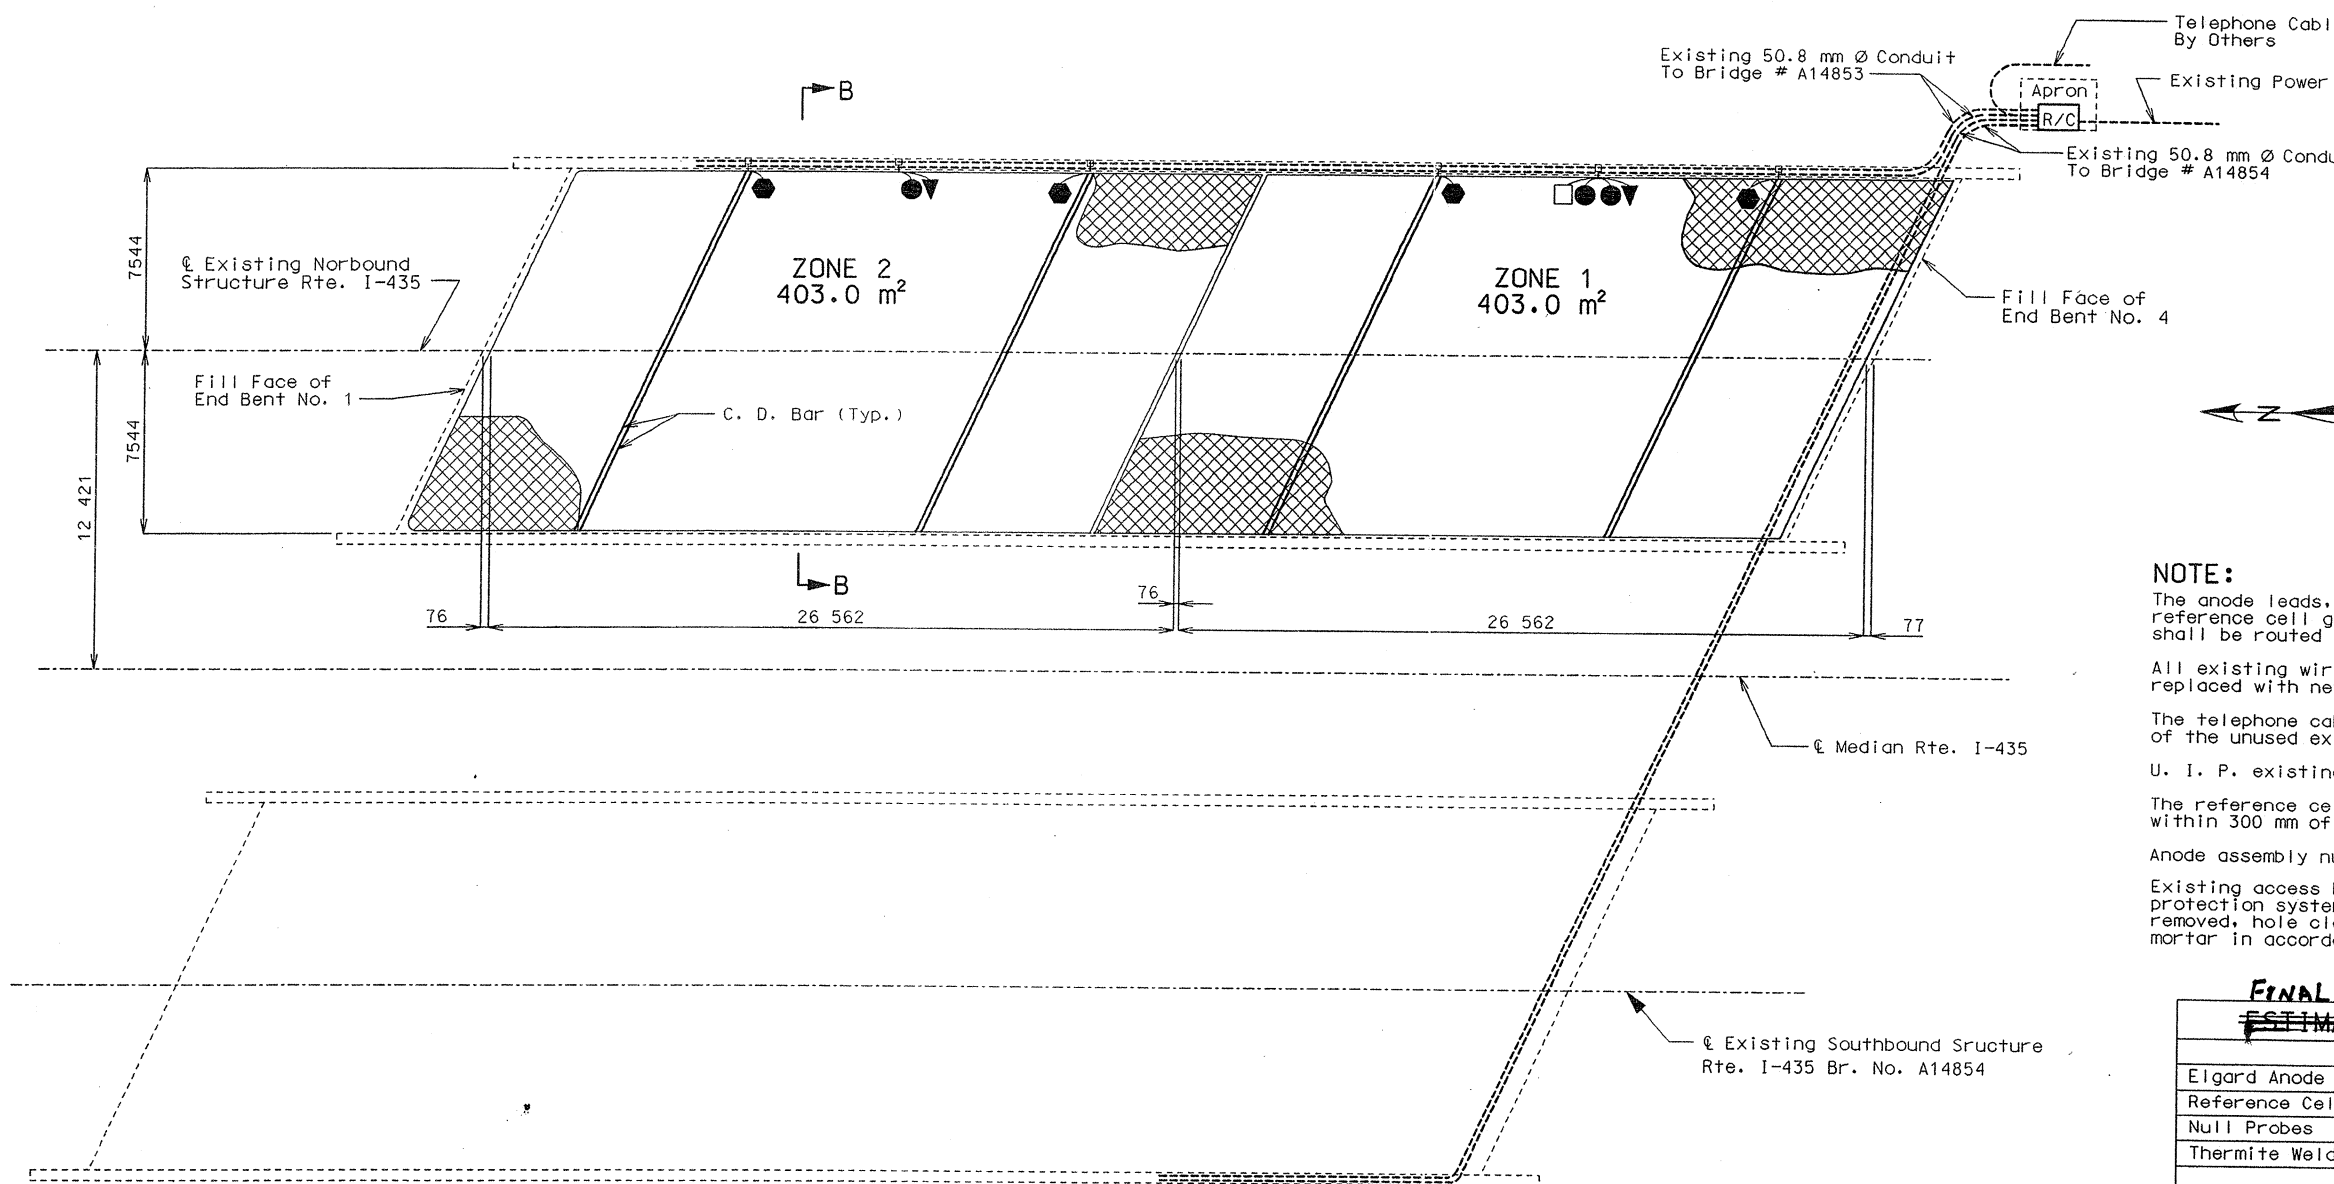 Telephone Cabl
By Others
Existing 50.8 mm Ø Conduit
To Bridge # A14853
Existing Power
Apron
R/C
Existing 50.8 mm Ø Condu
To Bridge # A14854
B
7544
℄ Existing Norbound
Structure Rte. I-435
ZONE 2
403.0 m²
ZONE 1
403.0 m²
Fill Face of
End Bent No. 4
Fill Face of
End Bent No. 1
C. D. Bar (Typ.)
N
7544
12 421
B
76
26 562
76
26 562
77
NOTE:
The anode leads,
reference cell g
shall be routed
All existing wir
replaced with ne
The telephone ca
of the unused ex
U. I. P. existin
The reference ce
within 300 mm of
Anode assembly nu
Existing access
protection system
removed, hole cl
mortar in accord
℄ Median Rte. I-435
℄ Existing Southbound Sructure
Rte. I-435 Br. No. A14854
FINAL
ESTIM
Elgard Anode
Reference Cel
Null Probes
Thermite Weld